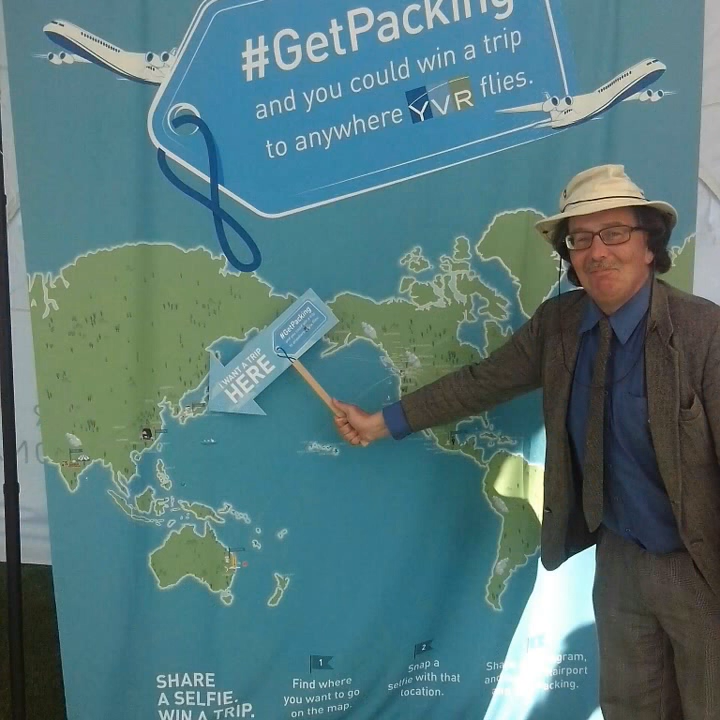 #GetPacking
and you could win a trip
to anywhere YVR flies.
#GetPacking
I WANT A TRIP
HERE
SHARE
A SELFIE.
WIN A TRIP.
1
Find where
you want to go
on the map.
2
Snap a
selfie with that
location.